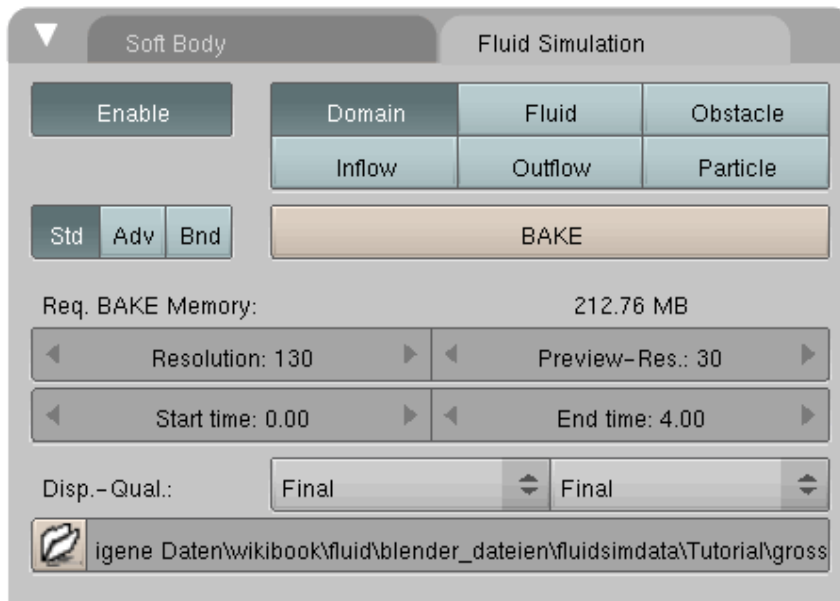 Soft Body Fluid Simulation
Enable Domain Fluid Obstacle
Inflow Outflow Particle
Std Adv Bnd BAKE
Req. BAKE Memory: 212.76 MB
Resolution: 130 Preview-Res.: 30
Start time: 0.00 End time: 4.00
Disp.-Qual.: Final Final
igene Daten\wikibook\fluid\blender_dateien\fluidsimdata\Tutorial\gross